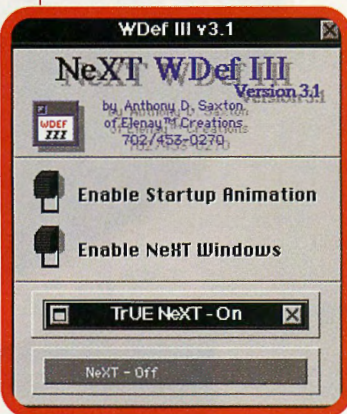 WDef III v3.1
NeXT WDef III
Version 3.1
WDEF
III
by Anthony D. Saxton
of Elenay™ Creations
702/453-0270
Enable Startup Animation
Enable NeXT Windows
TrUE NeXT - On
NeXT - Off